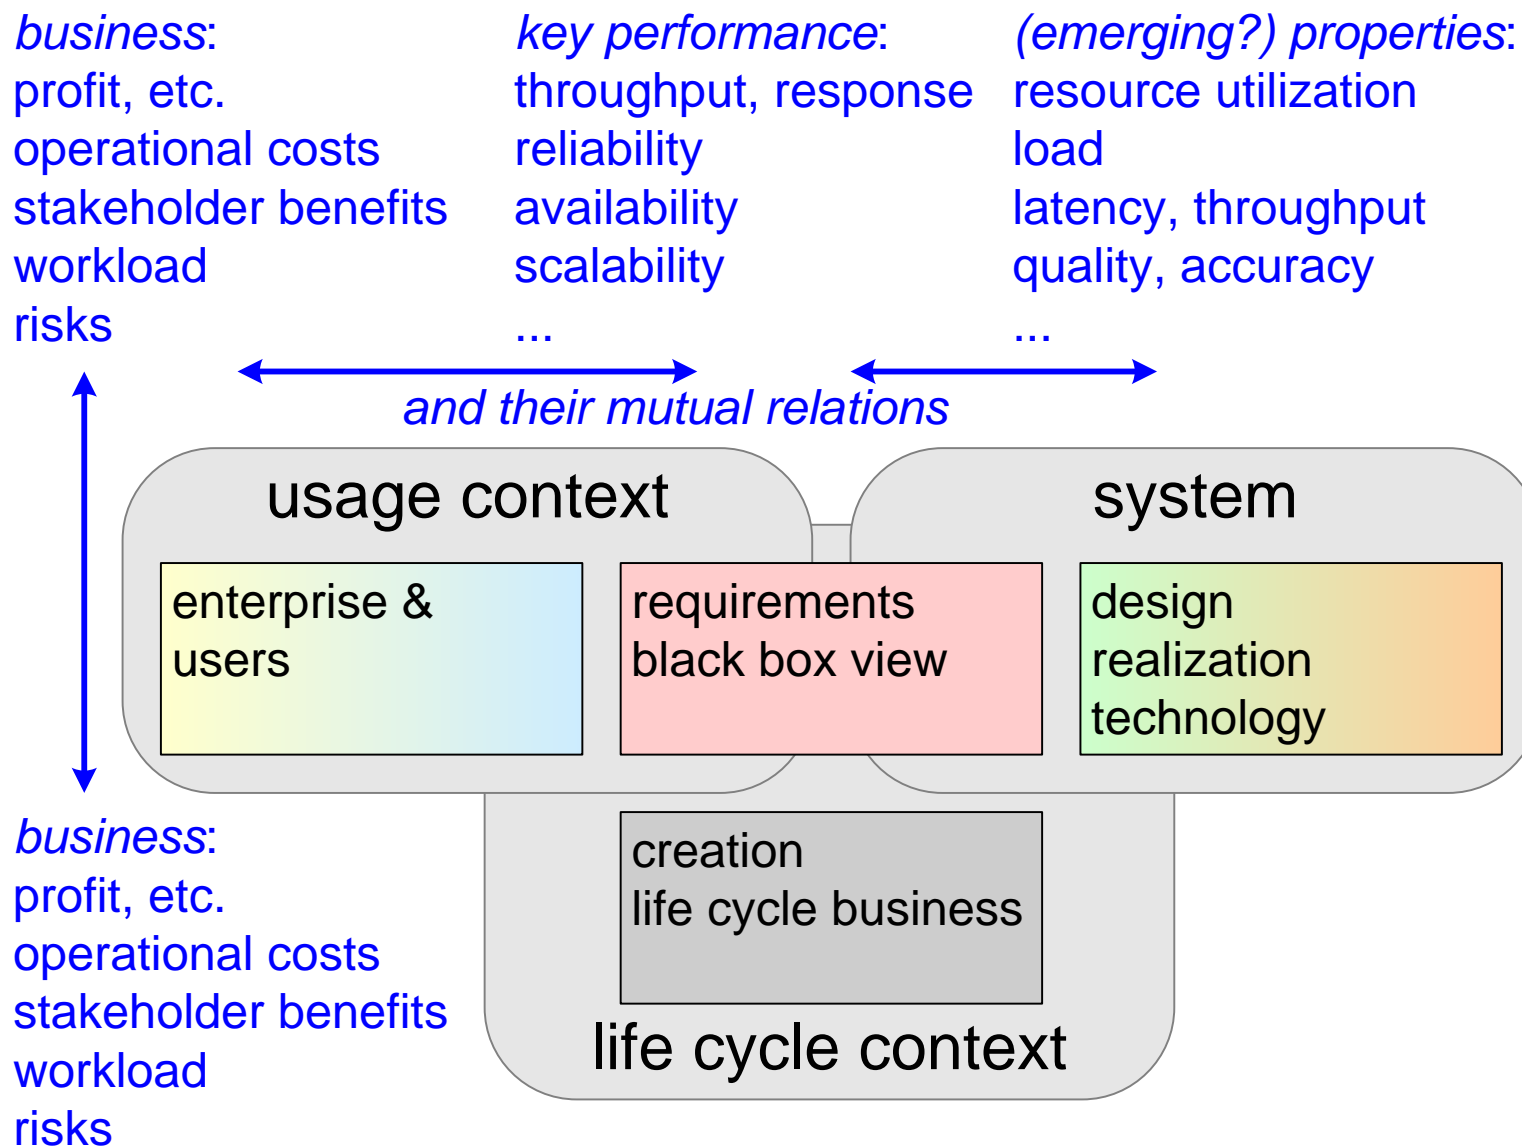 business:
profit, etc.
operational costs
stakeholder benefits
workload
risks
key performance:
throughput, response
reliability
availability
scalability
...
(emerging?) properties:
resource utilization
load
latency, throughput
quality, accuracy
...
and their mutual relations
usage context
enterprise &
users
requirements
black box view
system
design
realization
technology
creation
life cycle business
life cycle context
business:
profit, etc.
operational costs
stakeholder benefits
workload
risks